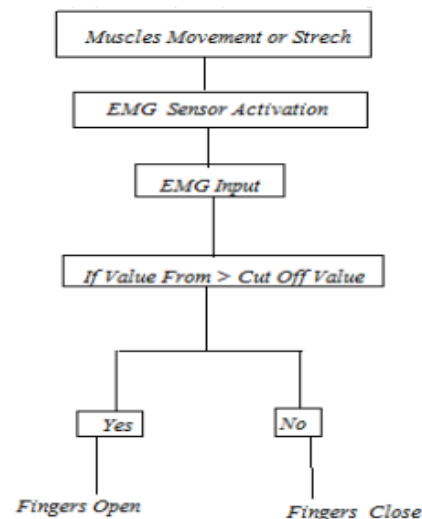 Muscles Movement or Strech
EMG Sensor Activation
EMG Input
If Value From > Cut Off Value
Yes
No
Fingers Open
Fingers Close